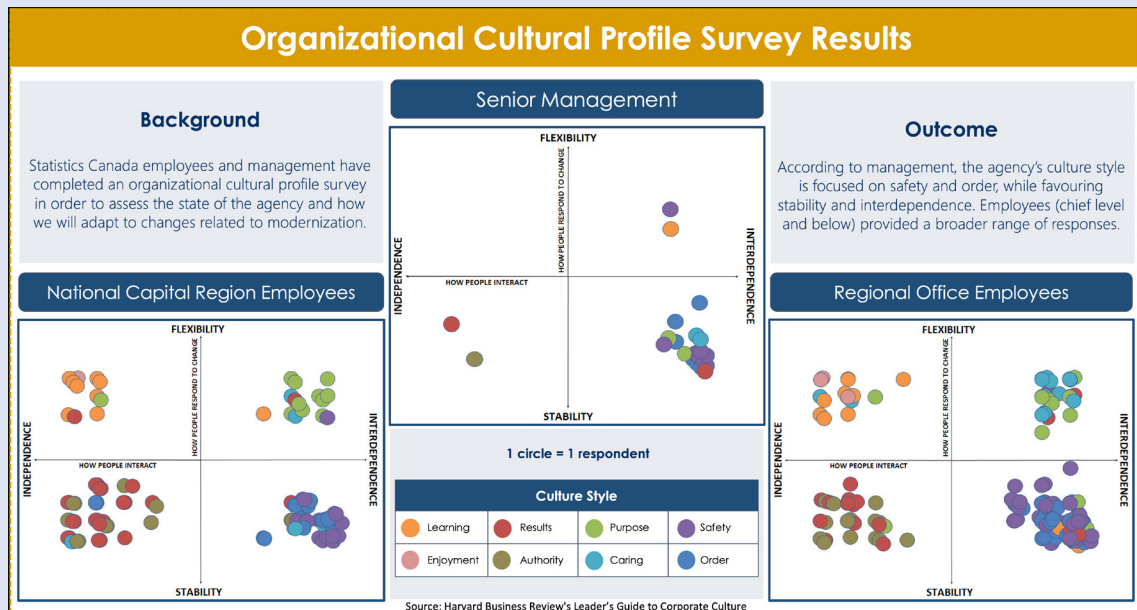 Organizational Cultural Profile Survey Results
Background
Statistics Canada employees and management have
completed an organizational cultural profile survey
in order to assess the state of the agency and how
we will adapt to changes related to modernization.
Senior Management
FLEXIBILITY
HOW PEOPLE RESPOND TO CHANGE
INDEPENDENCE
HOW PEOPLE INTERACT
INTERDEPENDENCE
STABILITY
Outcome
According to management, the agency's culture style
is focused on safety and order, while favouring
stability and interdependence. Employees (chief level
and below) provided a broader range of responses.
National Capital Region Employees
FLEXIBILITY
HOW PEOPLE RESPOND TO CHANGE
INDEPENDENCE
HOW PEOPLE INTERACT
INTERDEPENDENCE
STABILITY
1 circle = 1 respondent
Culture Style
Learning
Results
Purpose
Safety
Enjoyment
Authority
Caring
Order
Source: Harvard Business Review's Leader's Guide to Corporate Culture
Regional Office Employees
FLEXIBILITY
HOW PEOPLE RESPOND TO CHANGE
INDEPENDENCE
HOW PEOPLE INTERACT
INTERDEPENDENCE
STABILITY